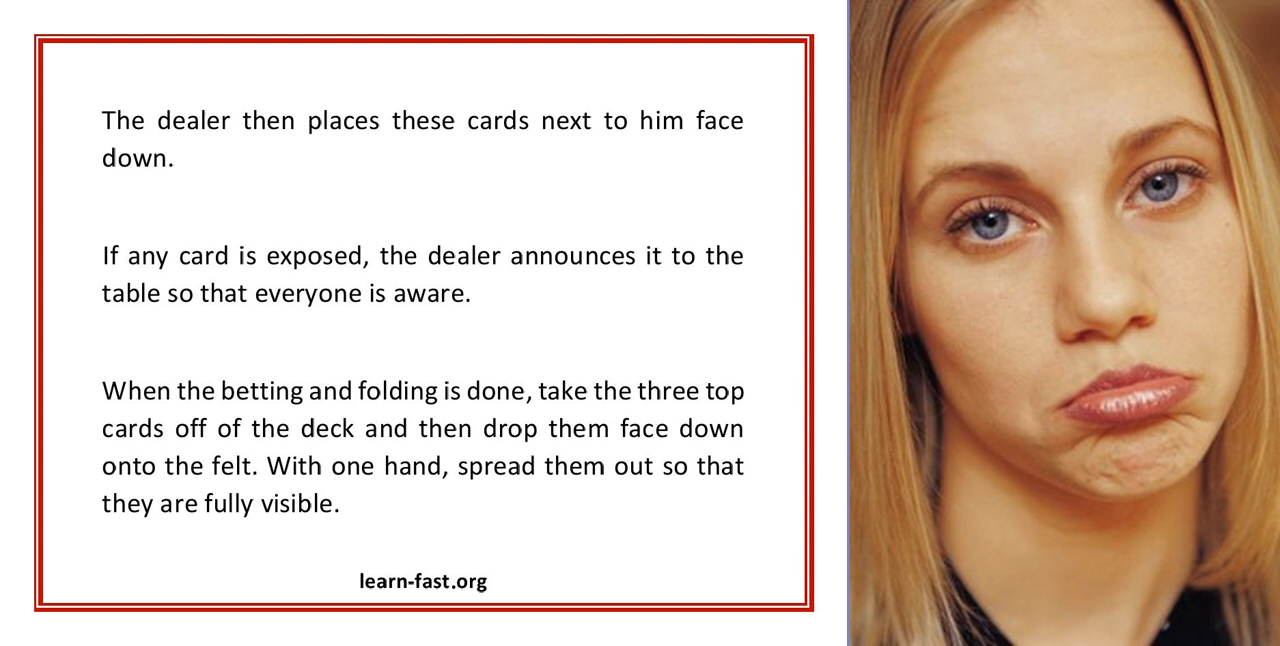 The dealer then places these cards next to him face
down.
If any card is exposed, the dealer announces it to the
table so that everyone is aware.
When the betting and folding is done, take the three top
cards off of the deck and then drop them face down
onto the felt. With one hand, spread them out so that
they are fully visible.
learn-fast.org